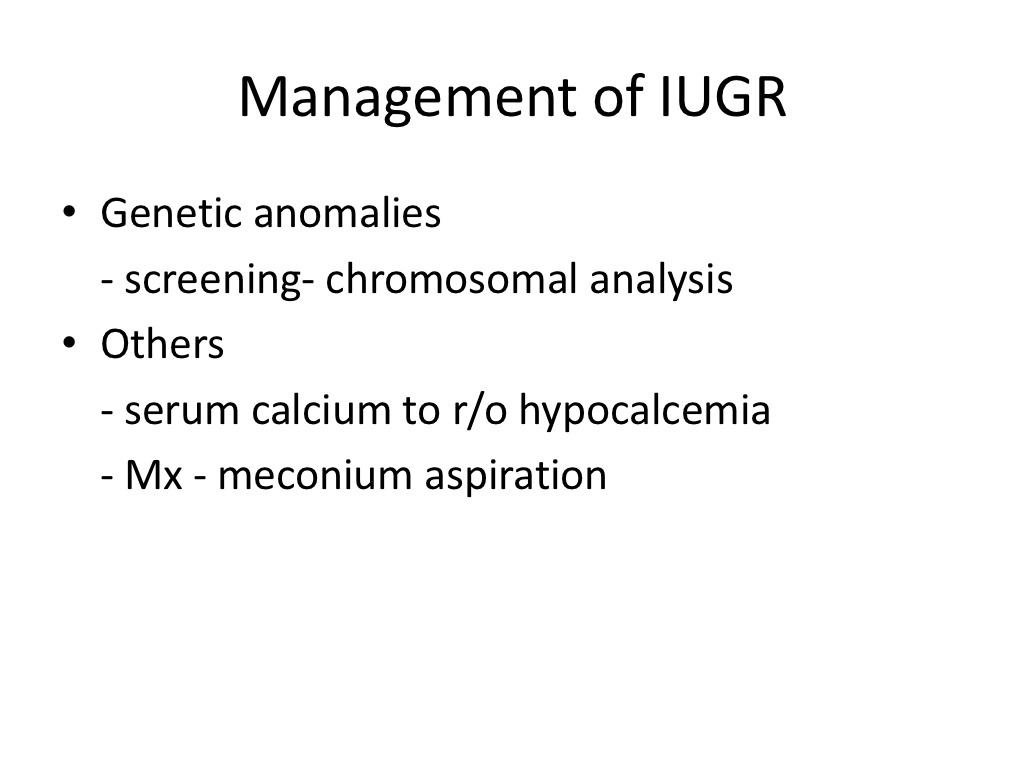 Management of IUGR
• Genetic anomalies
- screening- chromosomal analysis
• Others
- serum calcium to r/o hypocalcemia
- Mx - meconium aspiration